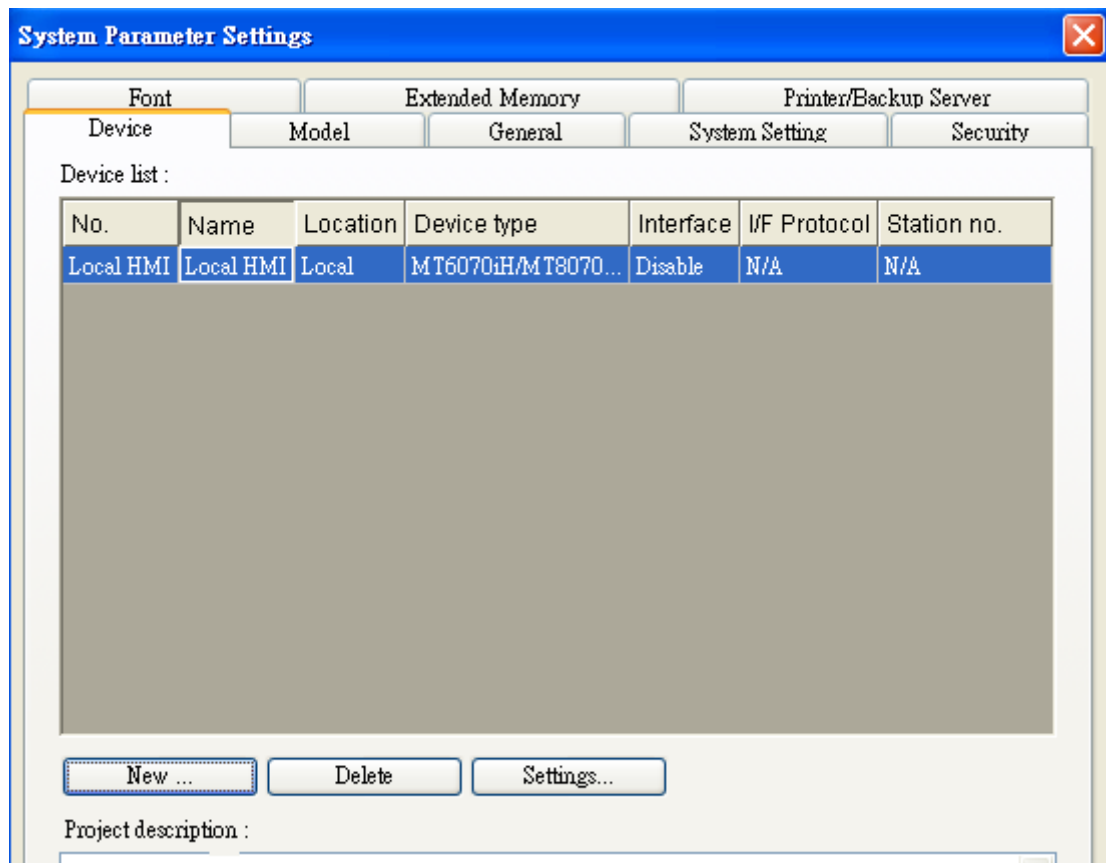 System Parameter Settings
Font Extended Memory Printer/Backup Server
Device Model General System Setting Security
Device list :
No. Name Location Device type Interface I/F Protocol Station no.
Local HMI Local HMI Local MT6070iH/MT8070... Disable N/A N/A
New ... Delete Settings...
Project description :